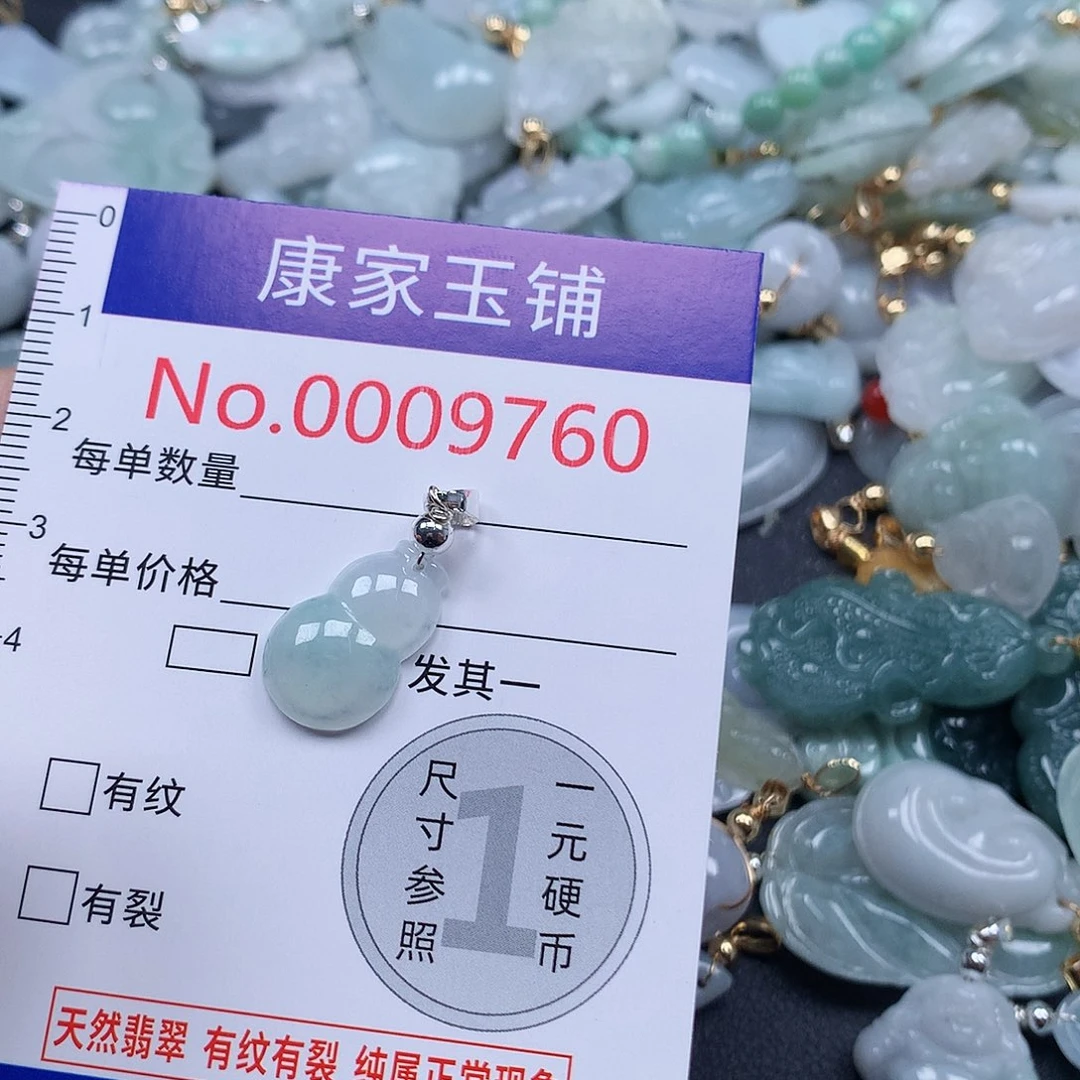 0
康家玉铺
1
No.0009760
2
每单数量
3
每单价格
4
发其一
尺寸参照
1
一元硬币
有纹
有裂
天然翡翠 有纹有裂 纯属正常现象